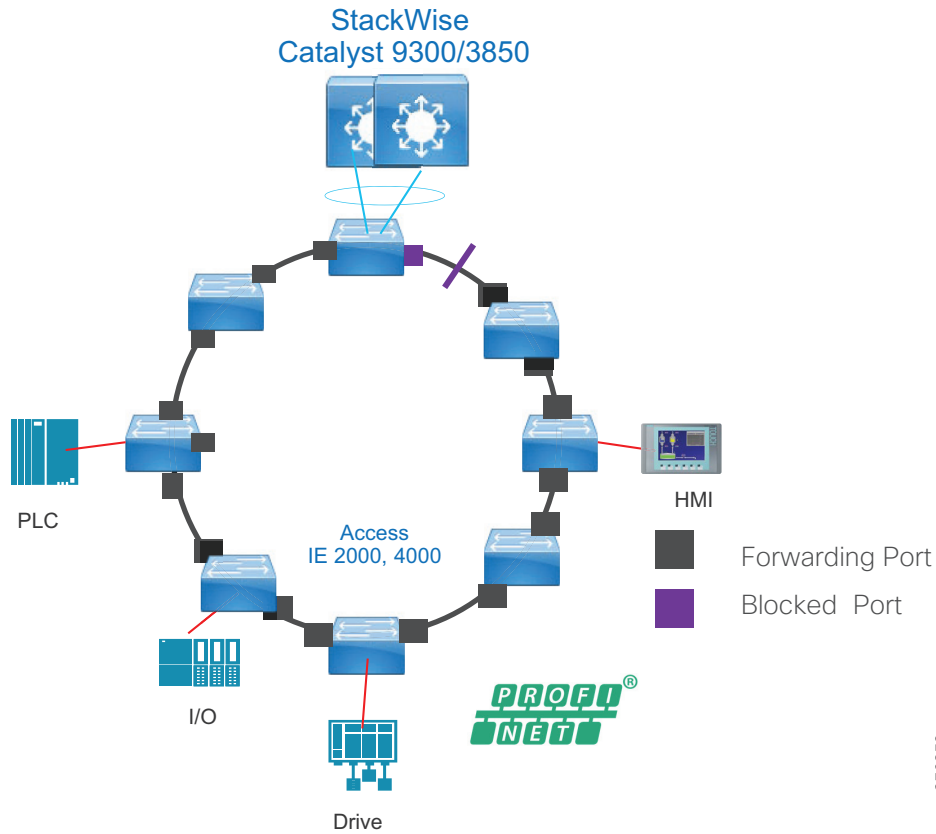 StackWise
Catalyst 9300/3850
PLC
HMI
Access
IE 2000, 4000
Forwarding Port
Blocked Port
I/O
PROFI®
NET
Drive